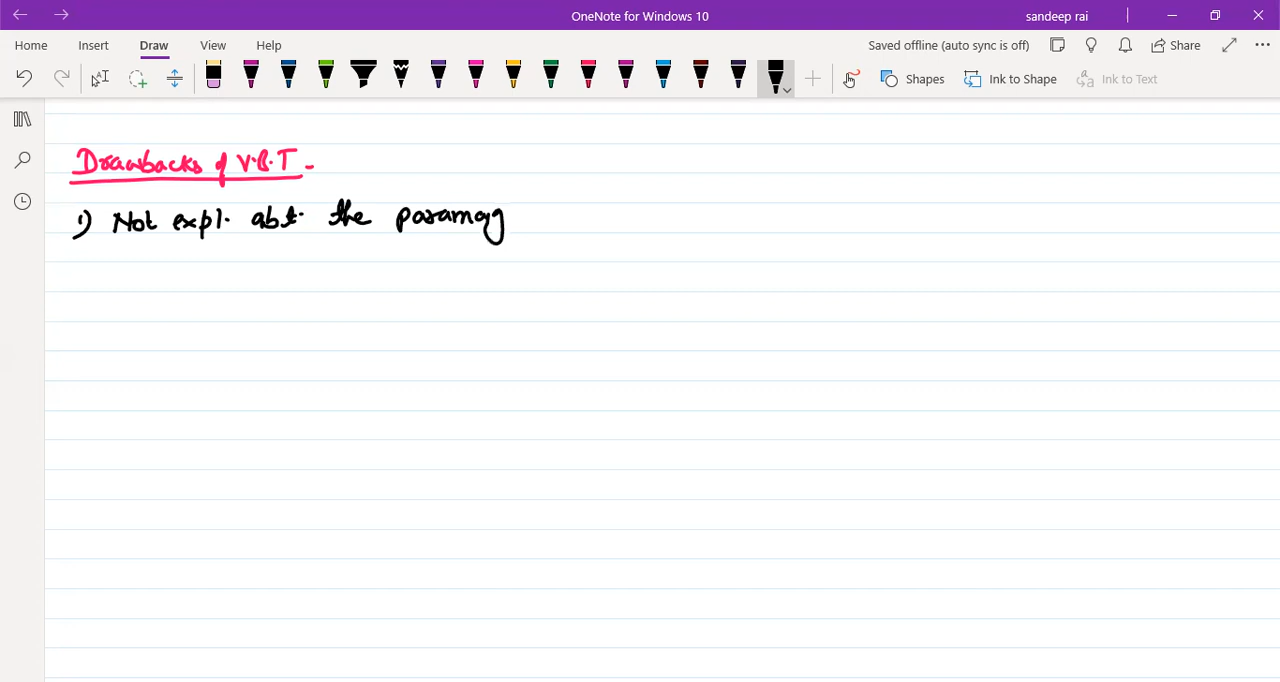 OneNote for Windows 10
sandeep rai
Home Insert Draw View Help
Saved offline (auto sync is off)
Share
Shapes
Ink to Shape
Ink to Text
Drawbacks of V.B.T -
1) Not expl. abt. the paramag